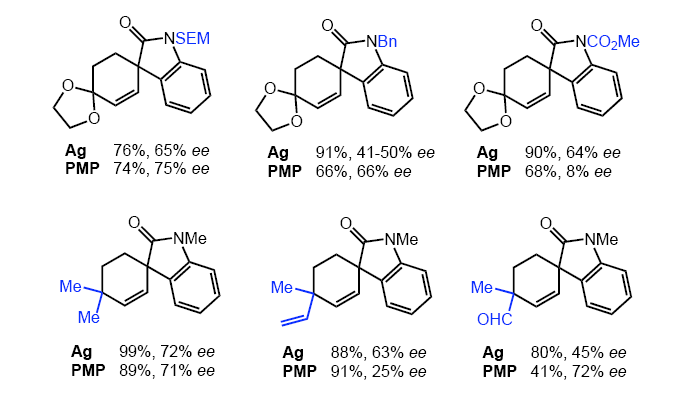 O NSEM
O NBn
O NCO₂Me
O
O
O
O
O
O
Ag 76%, 65% ee
PMP 74%, 75% ee
Ag 91%, 41-50% ee
PMP 66%, 66% ee
Ag 90%, 64% ee
PMP 68%, 8% ee
O NMe
O NMe
O NMe
Me
Me
Me
Me
OHC
Ag 99%, 72% ee
PMP 89%, 71% ee
Ag 88%, 63% ee
PMP 91%, 25% ee
Ag 80%, 45% ee
PMP 41%, 72% ee